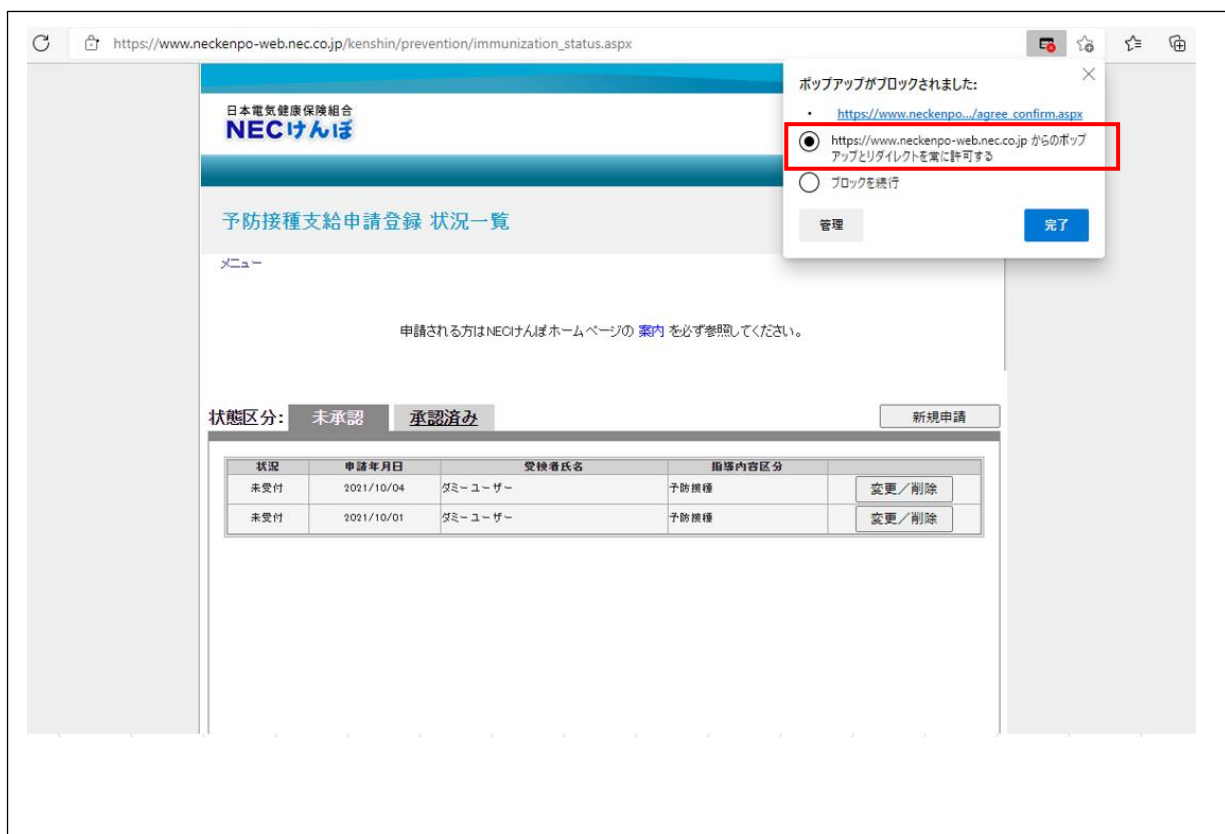 https://www.neckenpo-web.nec.co.jp/kenshin/prevention/immunization_status.aspx
ポップアップがブロックされました:
・ https://www.neckenpo.../agree_confirm.aspx
https://www.neckenpo-web.nec.co.jp からのポップ
アップとリダイレクトを常に許可する
ブロックを続行
管理 完了
日本電気健康保険組合
NECけんぽ
予防接種支給申請登録 状況一覧
メニュー
申請される方はNECけんぽホームページの 案内 を必ず参照してください。
状態区分: 未承認 承認済み 新規申請
状況 申請年月日 受検者氏名 指導内容区分
未受付 2021/10/04 ダミーユーザー 予防接種 変更／削除
未受付 2021/10/01 ダミーユーザー 予防接種 変更／削除